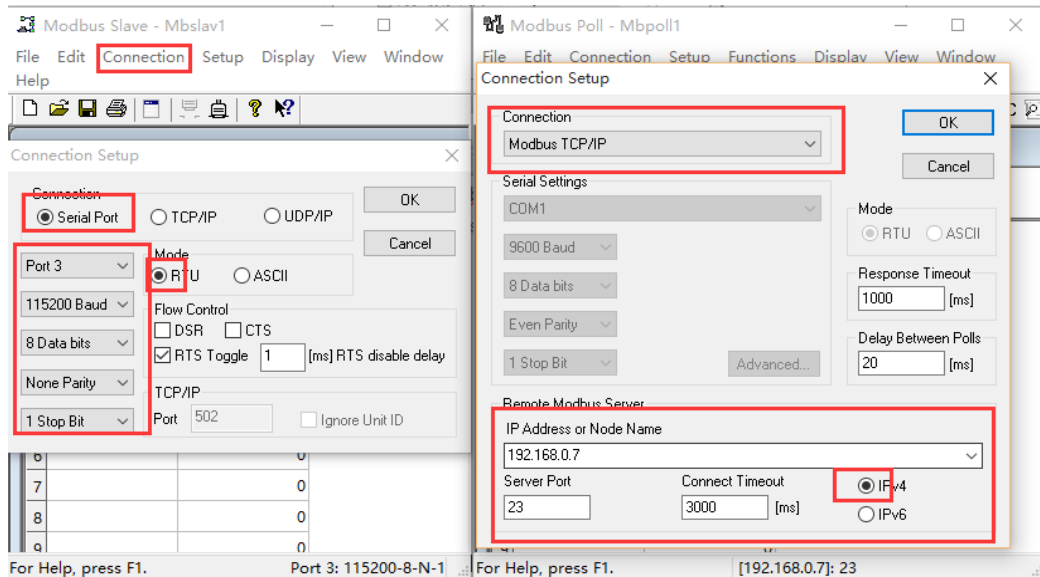 Modbus Slave - Mbslav1
File Edit Connection Setup Display View Window
Help
Connection Setup
Connection
Serial Port
TCP/IP
UDP/IP
OK
Cancel
Port 3
115200 Baud
8 Data bits
None Parity
1 Stop Bit
Mode
RTU
ASCII
Flow Control
DSR
CTS
RTS Toggle
1
[ms] RTS disable delay
TCP/IP
Port
502
Ignore Unit ID
6 0
7 0
8 0
9 0
For Help, press F1.
Port 3: 115200-8-N-1
Modbus Poll - Mbpoll1
File Edit Connection Setup Functions Display View Window
Connection Setup
Connection
Modbus TCP/IP
OK
Cancel
Serial Settings
COM1
9600 Baud
8 Data bits
Even Parity
1 Stop Bit
Advanced...
Mode
RTU
ASCII
Response Timeout
1000
[ms]
Delay Between Polls
20
[ms]
Remote Modbus Server
IP Address or Node Name
192.168.0.7
Server Port
23
Connect Timeout
3000
[ms]
IPv4
IPv6
For Help, press F1.
[192.168.0.7]: 23